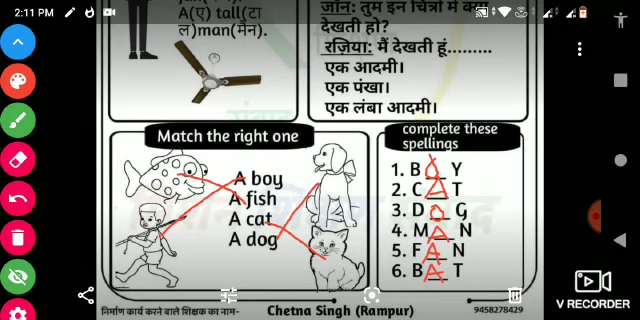 2:11 PM
A(ए) tall(टा
ल)man(मैन).
जॉन: तुम इन चित्रो में क्या
देखती हो?
रज़िया: मैं देखती हूं.........
एक आदमी।
एक पंखा।
एक लंबा आदमी।
Match the right one
A boy
A fish
A cat
A dog
complete these
spellings
1. B O Y
2. C A T
3. D O G
4. M A N
5. F A N
6. B A T
V RECORDER
निर्माण कार्य करने वाले शिक्षक का नाम-
Chetna Singh (Rampur)
9458278429